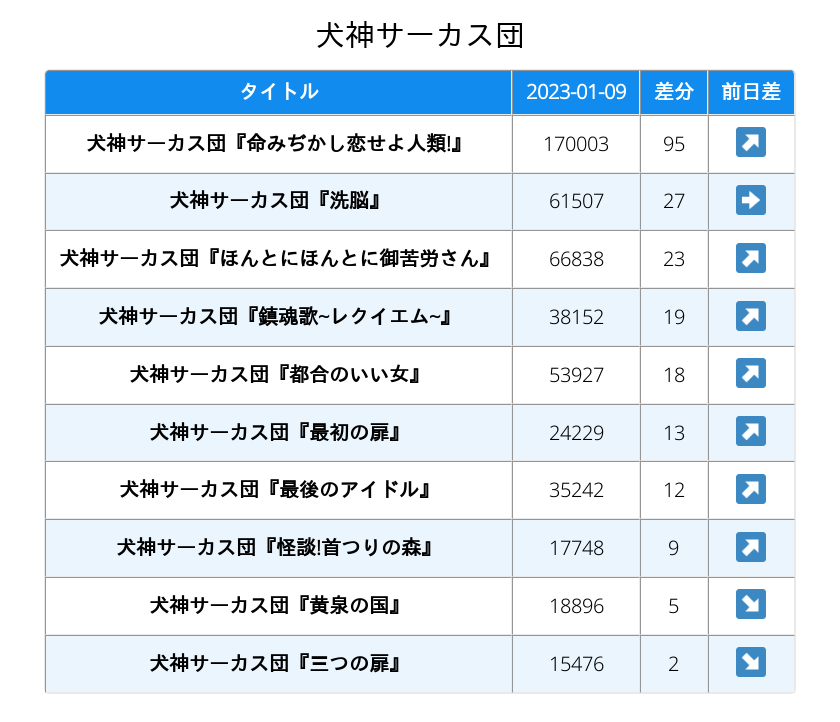 犬神サーカス団
タイトル 2023-01-09 差分 前日差
犬神サーカス団『命みぢかし恋せよ人類!』 170003 95 ↗
犬神サーカス団『洗脳』 61507 27 ➡
犬神サーカス団『ほんとにほんとに御苦労さん』 66838 23 ↗
犬神サーカス団『鎮魂歌~レクイエム~』 38152 19 ↗
犬神サーカス団『都合のいい女』 53927 18 ↗
犬神サーカス団『最初の扉』 24229 13 ↗
犬神サーカス団『最後のアイドル』 35242 12 ↗
犬神サーカス団『怪談!首つりの森』 17748 9 ↗
犬神サーカス団『黄泉の国』 18896 5 ↘
犬神サーカス団『三つの扉』 15476 2 ↘